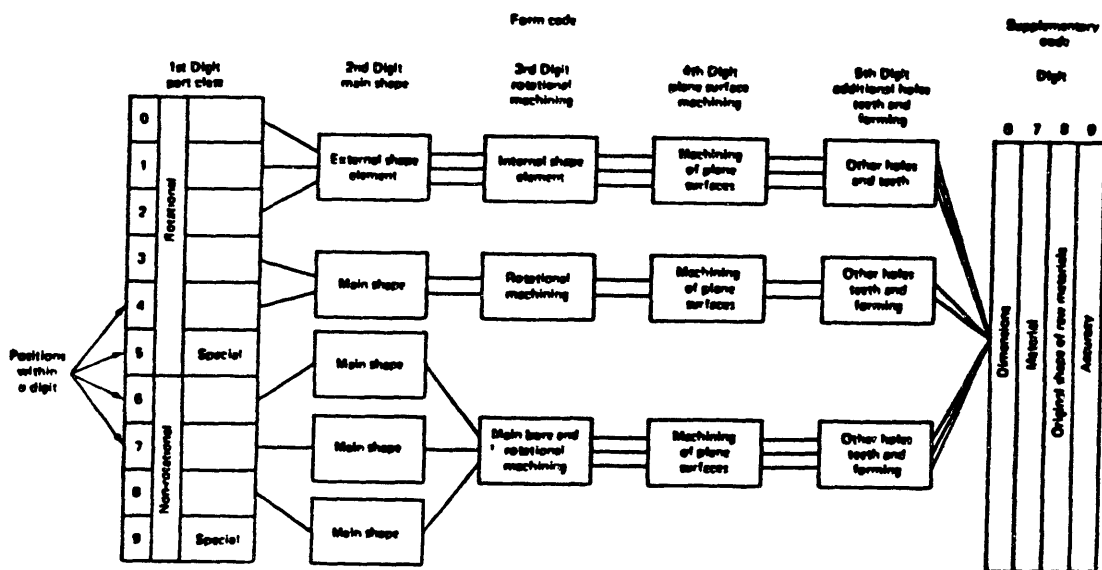 Form code
Supplementary
code
1st Digit
part class
2nd Digit
main shape
3rd Digit
rotational
machining
4th Digit
plane surface
machining
5th Digit
additional holes
teeth and
forming
Digit
6 7 8 9
0
1
2
3
4
5
6
7
8
9
Rotational
Non-rotational
Special
Special
Positions
within
a digit
External shape
element
Internal shape
element
Machining
of plane
surfaces
Other holes
and teeth
Main shape
Rotational
machining
Machining
of plane
surfaces
Other holes
teeth and
forming
Main shape
Main shape
Main shape
Main bore and
rotational
machining
Machining
of plane
surfaces
Other holes
teeth and
forming
Dimensions
Material
Original shape of raw materials
Accuracy